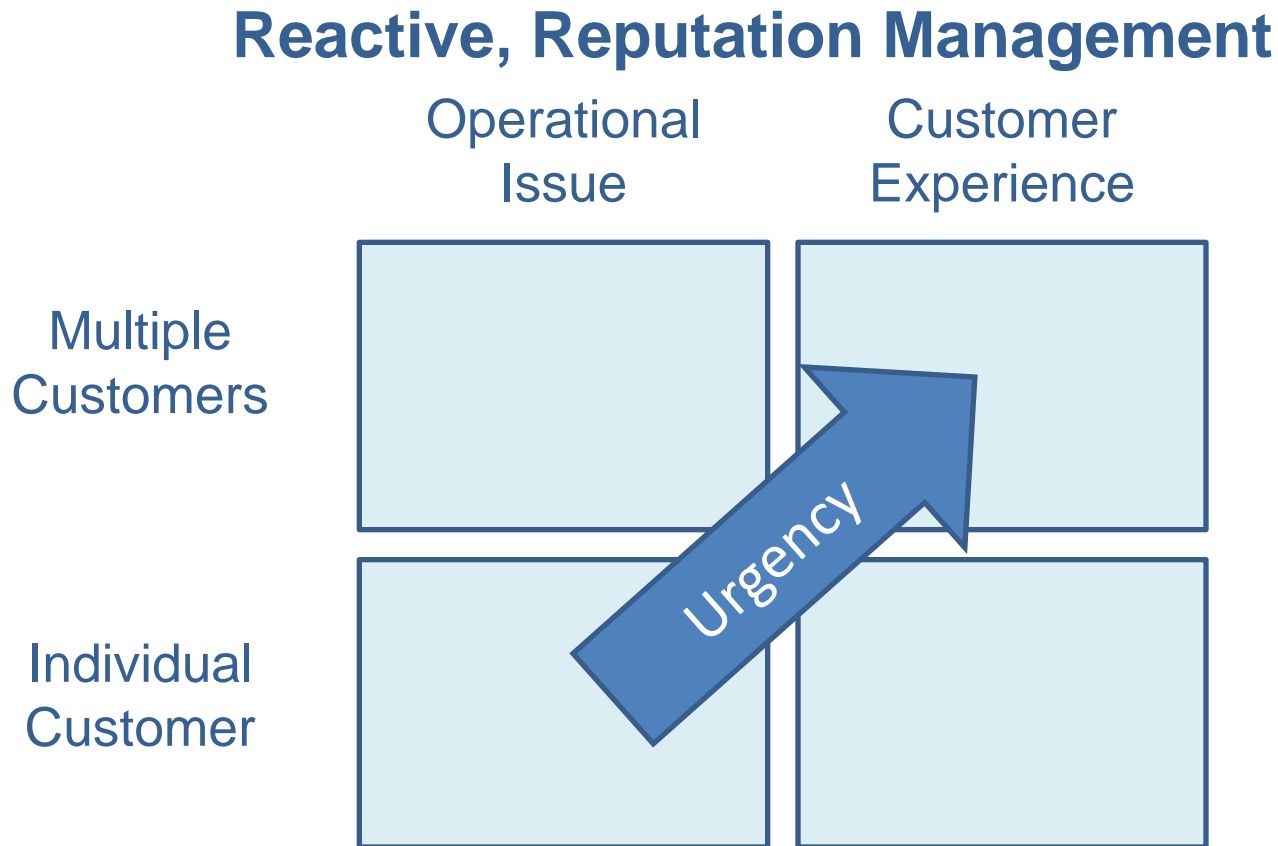 Reactive, Reputation Management
Operational
Issue
Customer
Experience
Multiple
Customers
Urgency
Individual
Customer